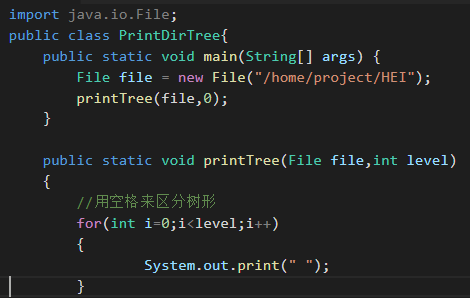 import java.io.File;
public class PrintDirTree{
    public static void main(String[] args) {
        File file = new File("/home/project/HEI");
        printTree(file,0);
    }

    public static void printTree(File file,int level)
    {
        //用空格来区分树形
        for(int i=0;i<level;i++)
        {
                System.out.print(" ");
        }